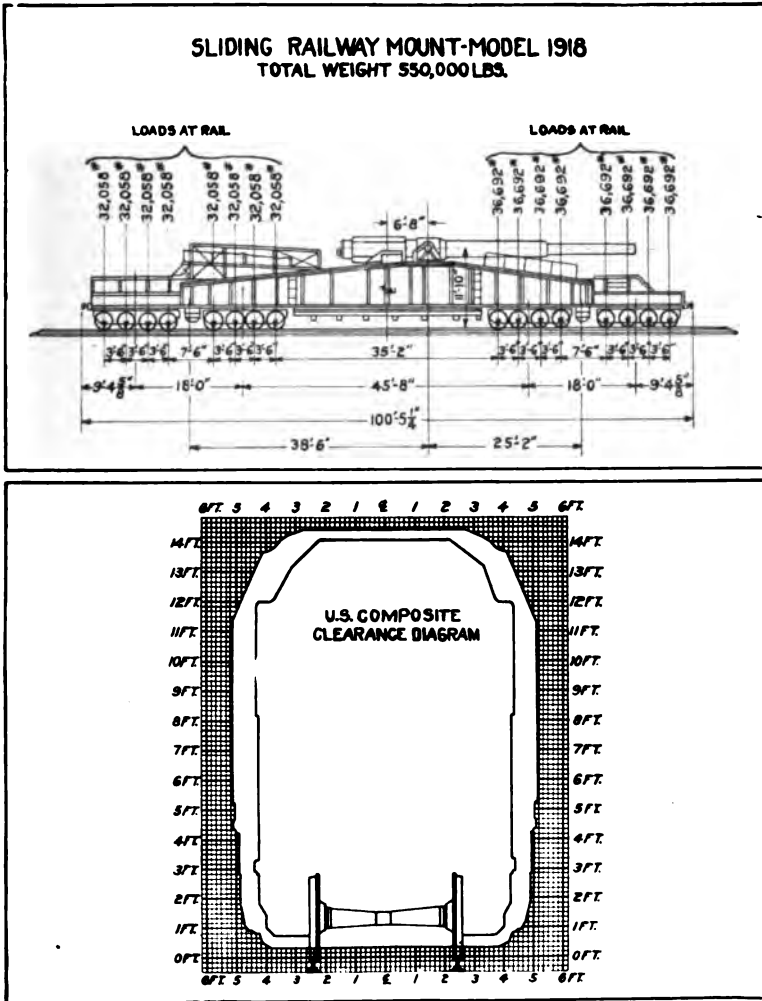 SLIDING RAILWAY MOUNT-MODEL 1918
TOTAL WEIGHT 550,000 LBS.
LOADS AT RAIL LOADS AT RAIL
32,058# 32,058# 32,058# 32,058# 32,058# 32,058# 32,058# 32,058# 36,692# 36,692# 36,692# 36,692# 36,692# 36,692# 36,692# 36,692#
6'-8"
11'-10"
3'6" 3'6" 3'6" 7'-6" 3'6" 3'6" 3'6" 35'-2" 3'6" 3'6" 3'6" 7'-6" 3'6" 3'6" 3'6"
9'4 5/8" 18'-0" 45'-8" 18'-0" 9'4 5/8"
100'-5 1/4"
38'-6" 25'-2"
6FT. 5 4 3 2 1 ℄ 1 2 3 4 5 6FT.
14FT. 14FT.
13FT. 13FT.
12FT. 12FT.
U.S. COMPOSITE
CLEARANCE DIAGRAM
11FT. 11FT.
10FT. 10FT.
9FT. 9FT.
8FT. 8FT.
7FT. 7FT.
6FT. 6FT.
5FT. 5FT.
4FT. 4FT.
3FT. 3FT.
2FT. 2FT.
1FT. 1FT.
0FT. 0FT.
6FT. 5 4 3 2 1 ℄ 1 2 3 4 5 6FT.